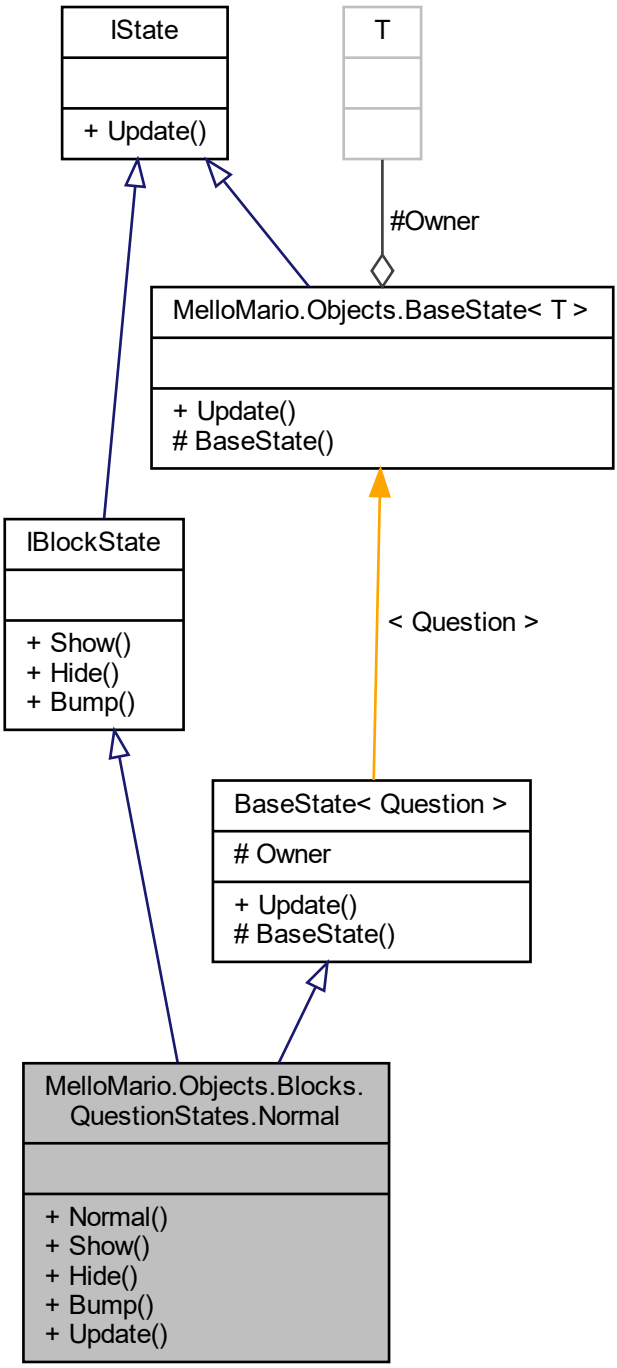 IState
+ Update()
T
#Owner
MelloMario.Objects.BaseState< T >
+ Update()
# BaseState()
IBlockState
+ Show()
+ Hide()
+ Bump()
< Question >
BaseState< Question >
# Owner
+ Update()
# BaseState()
MelloMario.Objects.Blocks.
QuestionStates.Normal
+ Normal()
+ Show()
+ Hide()
+ Bump()
+ Update()